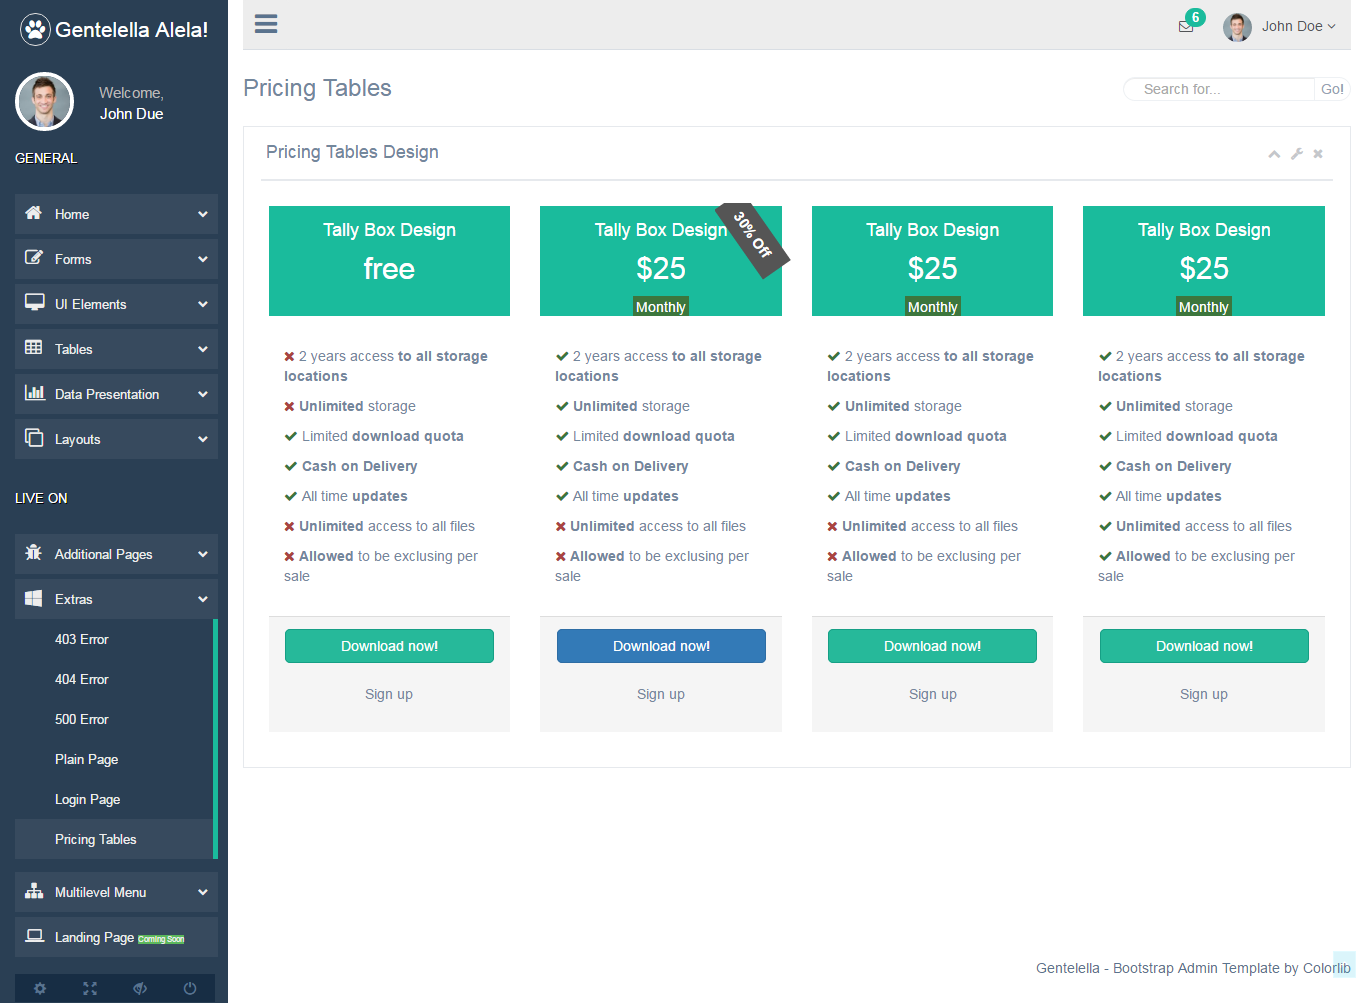 Gentelella Alela!
Welcome,
John Due
GENERAL
Home
Forms
UI Elements
Tables
Data Presentation
Layouts
LIVE ON
Additional Pages
Extras
403 Error
404 Error
500 Error
Plain Page
Login Page
Pricing Tables
Multilevel Menu
Landing Page Coming Soon
6
John Doe
Pricing Tables
Search for...
Go!
Pricing Tables Design
Tally Box Design
free
2 years access to all storage
locations
Unlimited storage
Limited download quota
Cash on Delivery
All time updates
Unlimited access to all files
Allowed to be exclusing per
sale
Download now!
Sign up
Tally Box Design
30% Off
$25
Monthly
2 years access to all storage
locations
Unlimited storage
Limited download quota
Cash on Delivery
All time updates
Unlimited access to all files
Allowed to be exclusing per
sale
Download now!
Sign up
Tally Box Design
$25
Monthly
2 years access to all storage
locations
Unlimited storage
Limited download quota
Cash on Delivery
All time updates
Unlimited access to all files
Allowed to be exclusing per
sale
Download now!
Sign up
Tally Box Design
$25
Monthly
2 years access to all storage
locations
Unlimited storage
Limited download quota
Cash on Delivery
All time updates
Unlimited access to all files
Allowed to be exclusing per
sale
Download now!
Sign up
Gentelella - Bootstrap Admin Template by Colorlib